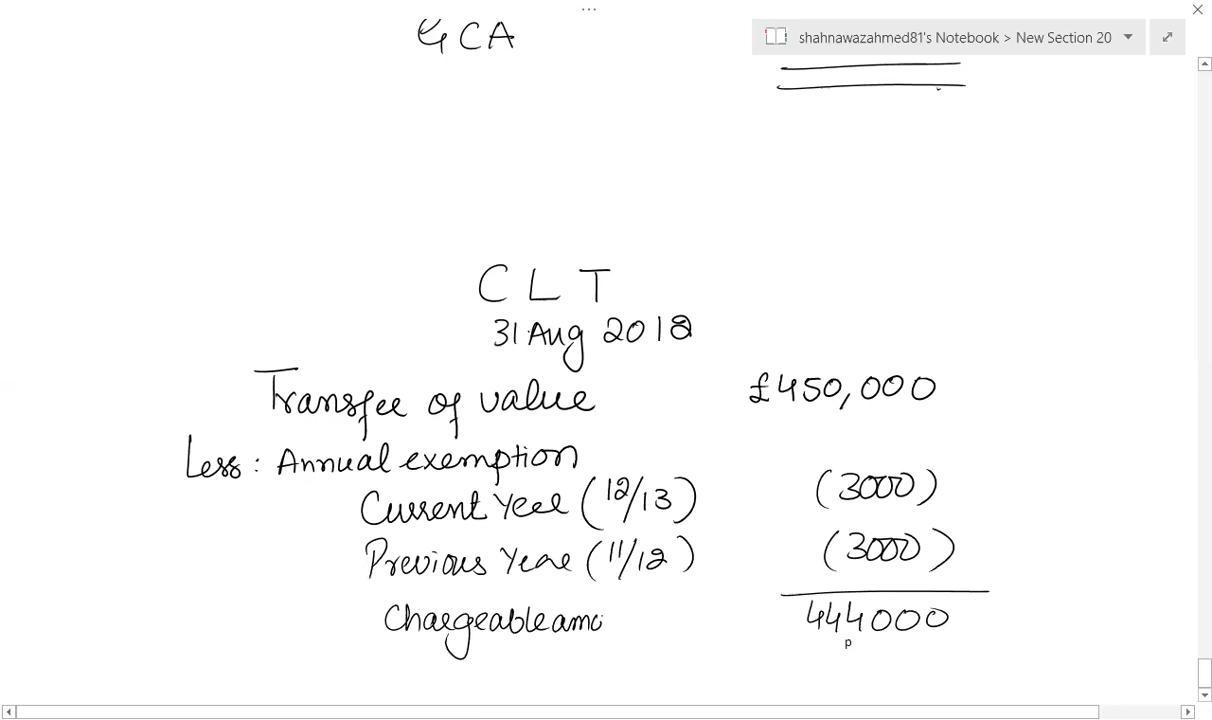 ...
GCA
shahnawazahmed81's Notebook > New Section 20
CLT
31 Aug 2012
Transfer of value £450,000
Less: Annual exemption
Current Year (12/13) (3000)
Previous Year (11/12) (3000)
Chargeable amo 444000
p